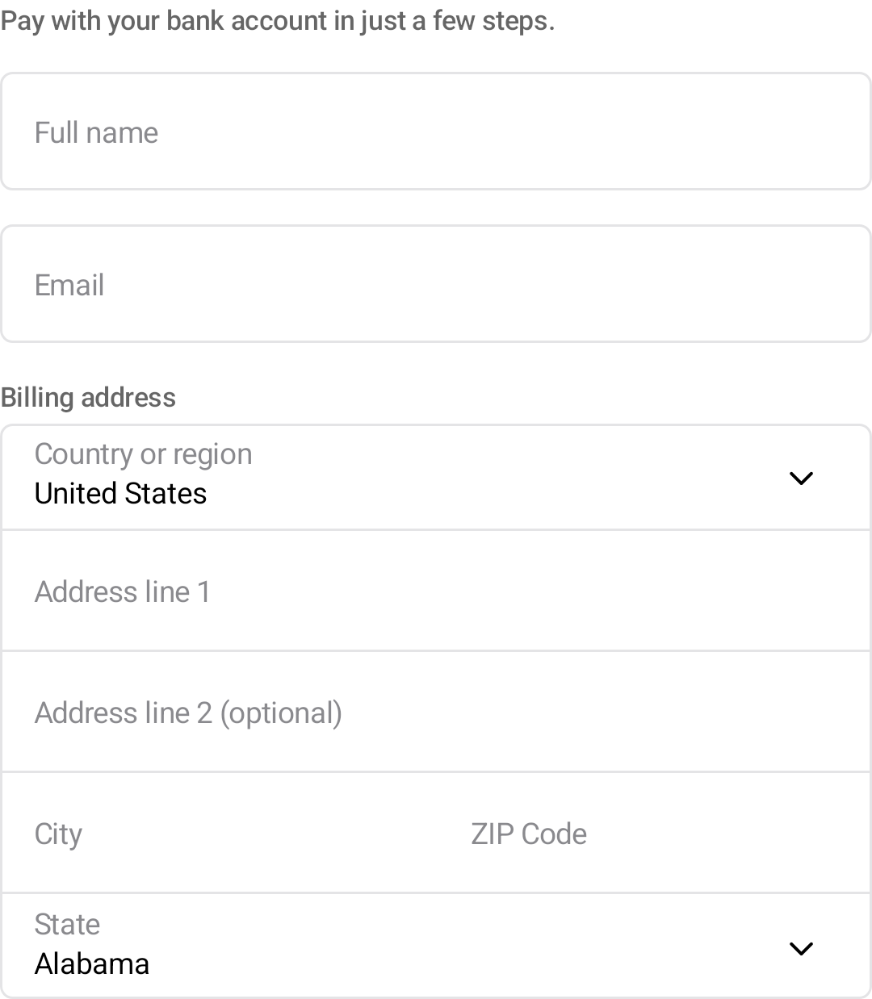 Pay with your bank account in just a few steps.
Full name
Email
Billing address
Country or region
United States
Address line 1
Address line 2 (optional)
City ZIP Code
State
Alabama